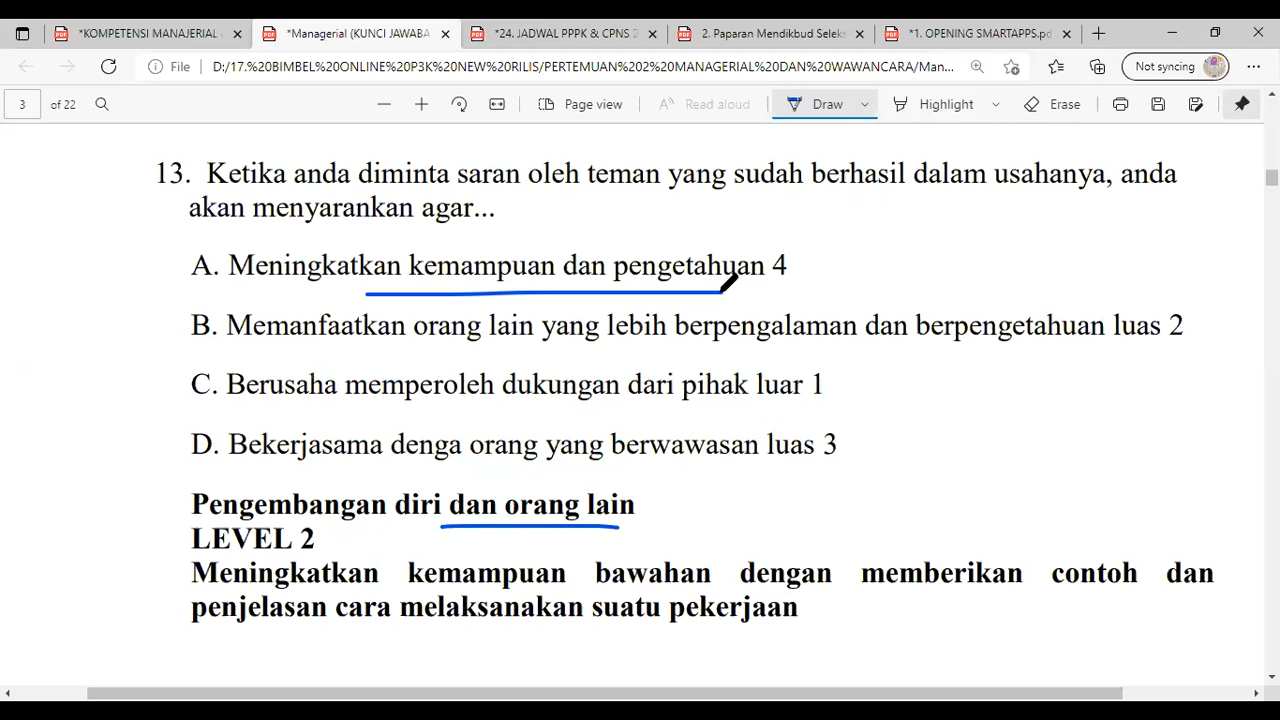 *KOMPETENSI MANAJERIAL
*Managerial (KUNCI JAWABA
*24. JADWAL PPPK & CPNS 2
2. Paparan Mendikbud Seleks
*1. OPENING SMARTAPPS.pd
File
D:/17.%20BIMBEL%20ONLINE%20P3K%20NEW%20RILIS/PERTEMUAN%202%20MANAGERIAL%20DAN%20WAWANCARA/Man...
Not syncing
3 of 22
Page view
Read aloud
Draw
Highlight
Erase
13. Ketika anda diminta saran oleh teman yang sudah berhasil dalam usahanya, anda
akan menyarankan agar...
A. Meningkatkan kemampuan dan pengetahuan 4
B. Memanfaatkan orang lain yang lebih berpengalaman dan berpengetahuan luas 2
C. Berusaha memperoleh dukungan dari pihak luar 1
D. Bekerjasama denga orang yang berwawasan luas 3
Pengembangan diri dan orang lain
LEVEL 2
Meningkatkan kemampuan bawahan dengan memberikan contoh dan
penjelasan cara melaksanakan suatu pekerjaan